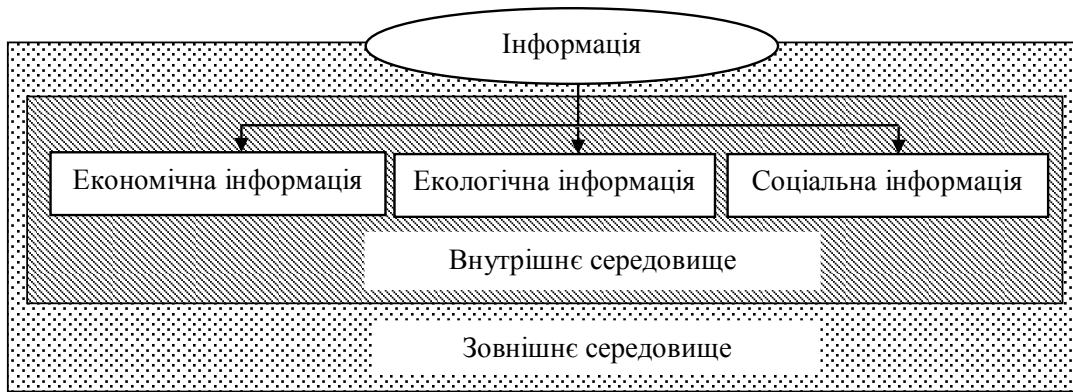 Інформація
Економічна інформація
Екологічна інформація
Соціальна інформація
Внутрішнє середовище
Зовнішнє середовище